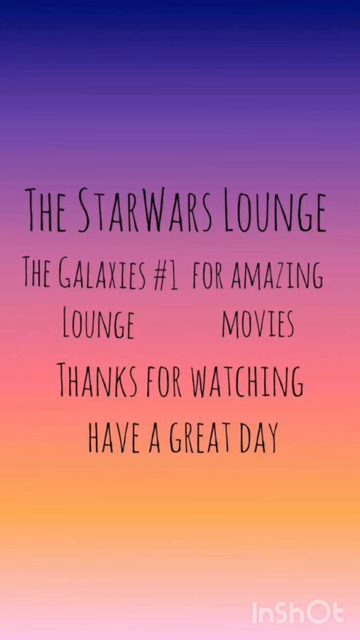 The StarWars Lounge
The Galaxies #1 for amazing
Lounge movies
Thanks for watching
have a great day
InShOt